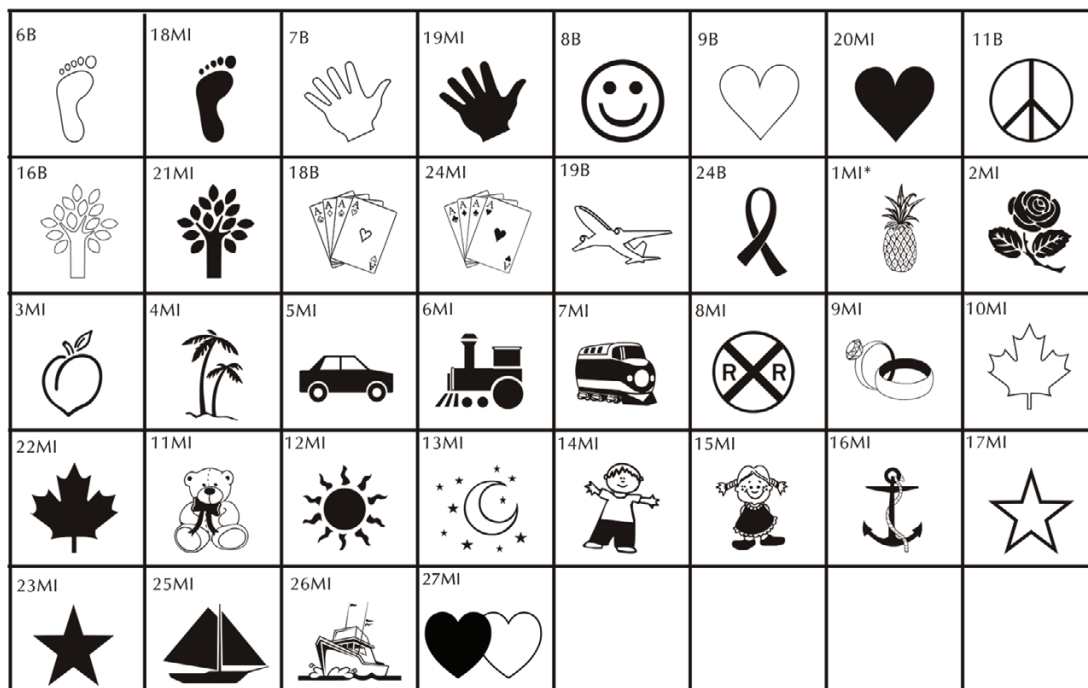 6B 18MI 7B 19MI 8B 9B 20MI 11B
16B 21MI 18B 24MI 19B 24B 1MI* 2MI
A A A A A
A A A A A
3MI 4MI 5MI 6MI 7MI 8MI 9MI 10MI
R R
22MI 11MI 12MI 13MI 14MI 15MI 16MI 17MI
23MI 25MI 26MI 27MI